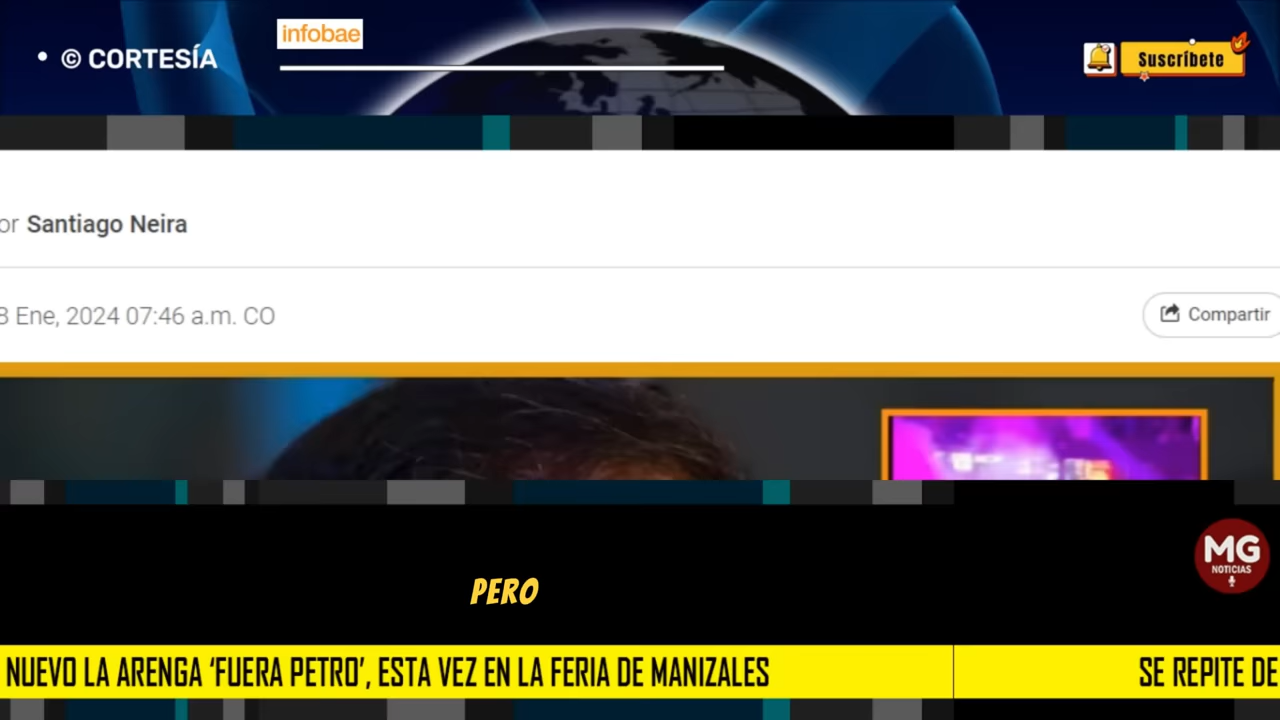 infobae
• © CORTESÍA
Suscríbete
or Santiago Neira
8 Ene, 2024 07:46 a.m. CO
Compartir
MG
NOTICIAS
PERO
NUEVO LA ARENGA ‘FUERA PETRO’, ESTA VEZ EN LA FERIA DE MANIZALES
SE REPITE DE